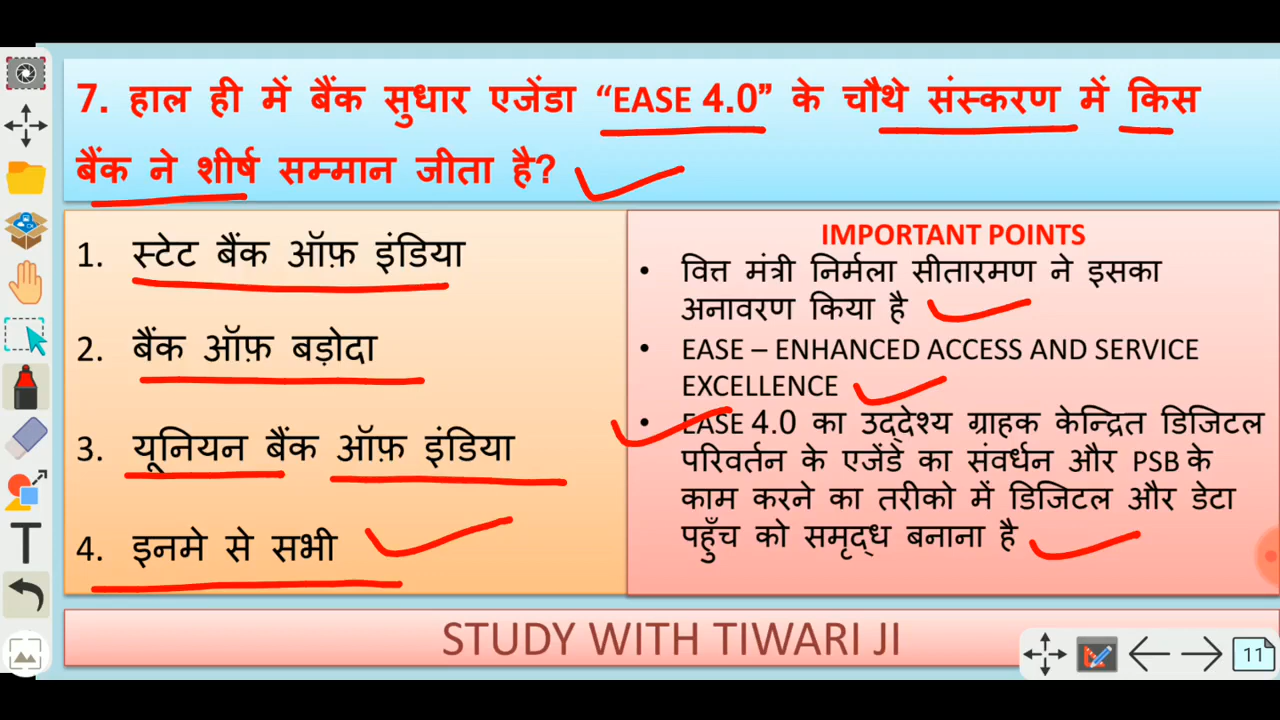 7. हाल ही में बैंक सुधार एजेंडा “EASE 4.0” के चौथे संस्करण में किस
बैंक ने शीर्ष सम्मान जीता है?
1. स्टेट बैंक ऑफ़ इंडिया
2. बैंक ऑफ़ बड़ोदा
3. यूनियन बैंक ऑफ़ इंडिया
4. इनमे से सभी
IMPORTANT POINTS
• वित्त मंत्री निर्मला सीतारमण ने इसका
अनावरण किया है
• EASE – ENHANCED ACCESS AND SERVICE
EXCELLENCE
• EASE 4.0 का उद्देश्य ग्राहक केन्द्रित डिजिटल
परिवर्तन के एजेंडे का संवर्धन और PSB के
काम करने का तरीको में डिजिटल और डेटा
पहुँच को समृद्ध बनाना है
STUDY WITH TIWARI JI
T
11